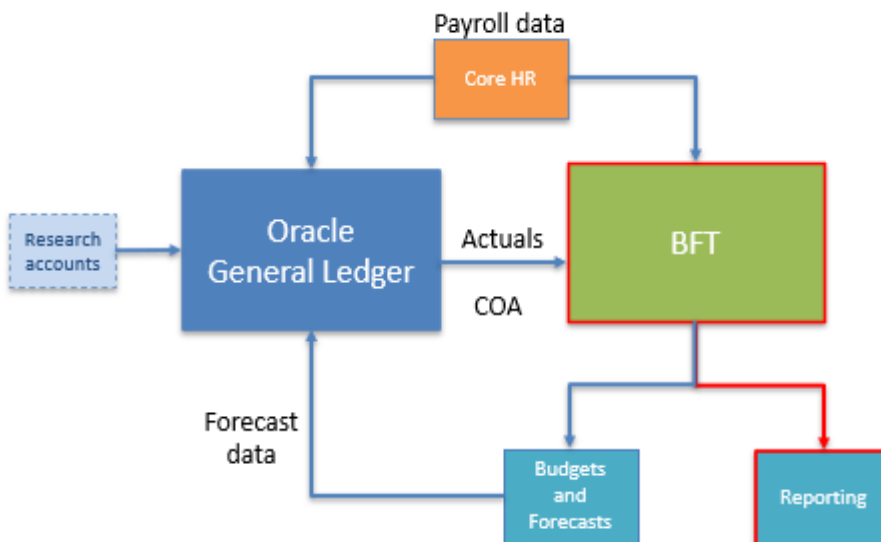 Payroll data
Core HR
Oracle
General Ledger
BFT
Research
accounts
Actuals
COA
Forecast
data
Budgets
and
Forecasts
Reporting